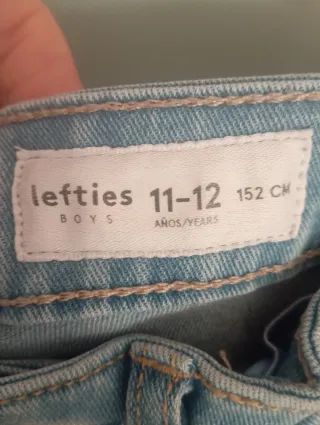 lefties 11-12 152 CM
BOYS AÑOS/YEARS